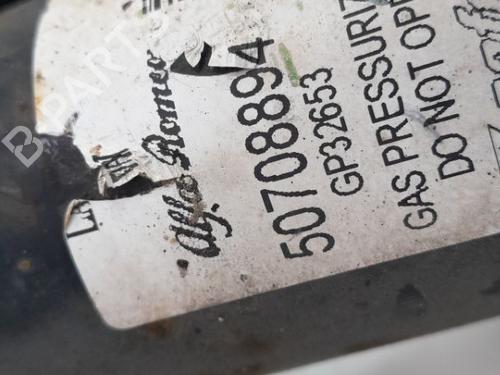 Alfa Romeo
50708894
GP32653
GAS PRESSURIZ
DO NOT OPE